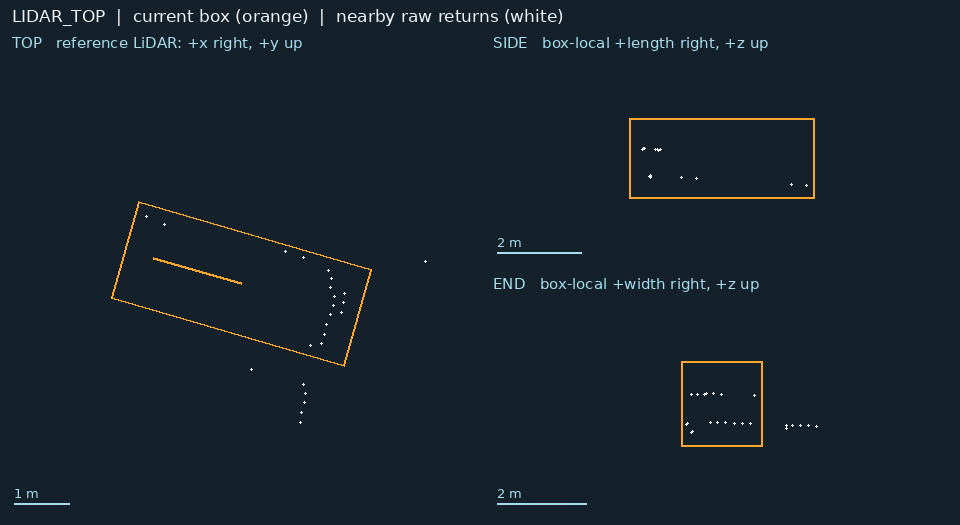 LIDAR_TOP  |  current box (orange)  |  nearby raw returns (white)
TOP   reference LiDAR: +x right, +y up
SIDE   box-local +length right, +z up
2 m
END   box-local +width right, +z up
1 m
2 m